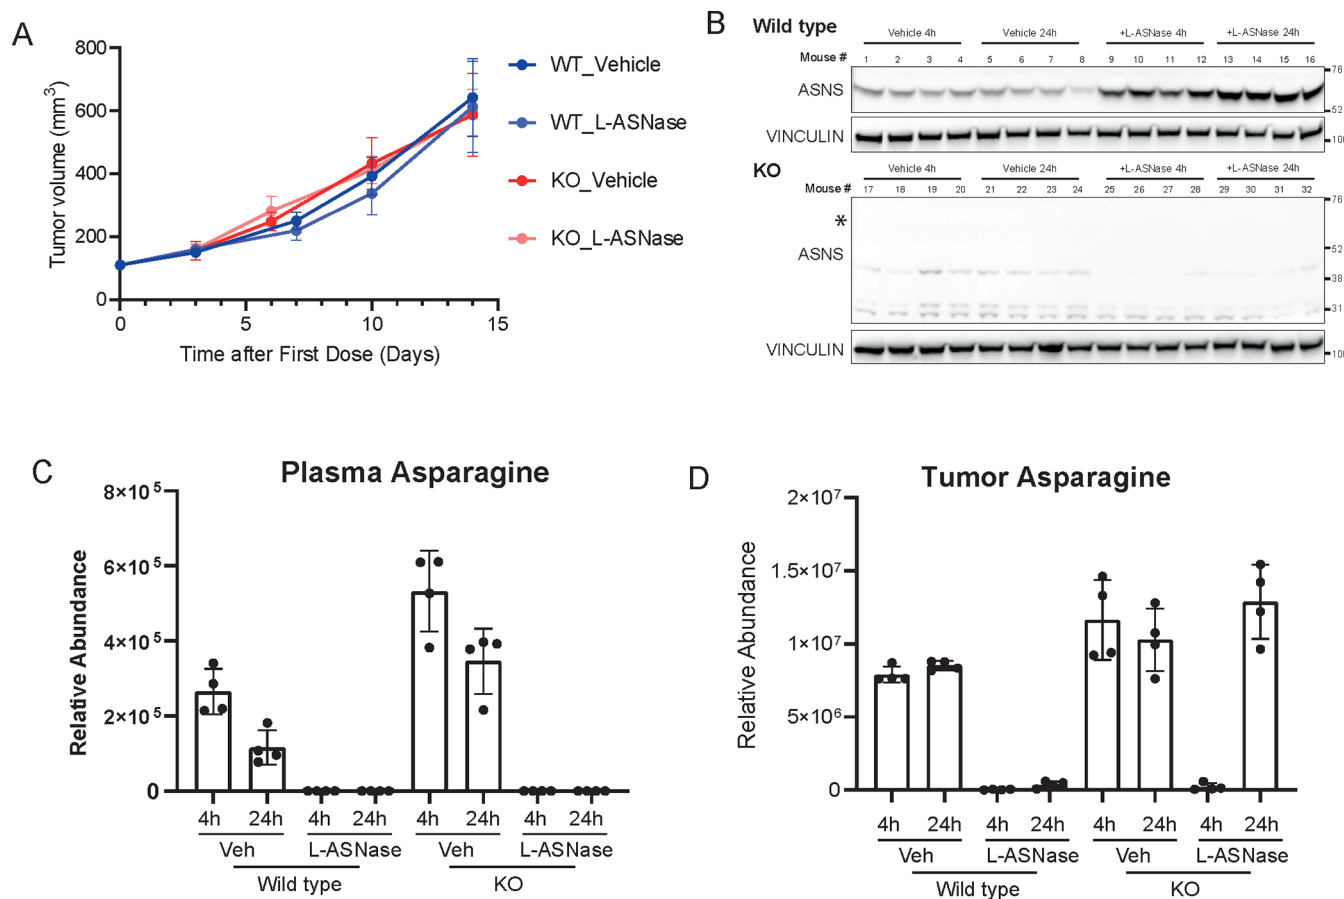 A
800
600
400
200
0
0
5
10
15
Tumor volume (mm³)
Time after First Dose (Days)
WT_Vehicle
WT_L-ASNase
KO_Vehicle
KO_L-ASNase
B
Wild type
Vehicle 4h
Vehicle 24h
+L-ASNase 4h
+L-ASNase 24h
Mouse #
1 2 3 4 5 6 7 8 9 10 11 12 13 14 15 16
ASNS
76
52
VINCULIN
KO
Vehicle 4h
Vehicle 24h
+L-ASNase 4h
+L-ASNase 24h
Mouse #
17 18 19 20 21 22 23 24 25 26 27 28 29 30 31 32
*
ASNS
76
52
38
31
VINCULIN
C
Plasma Asparagine
8×10⁵
6×10⁵
4×10⁵
2×10⁵
0
Relative Abundance
4h 24h 4h 24h 4h 24h 4h 24h
Veh L-ASNase Veh L-ASNase
Wild type KO
D
Tumor Asparagine
2×10⁷
1.5×10⁷
1×10⁷
5×10⁶
0
Relative Abundance
4h 24h 4h 24h 4h 24h 4h 24h
Veh L-ASNase Veh L-ASNase
Wild type KO